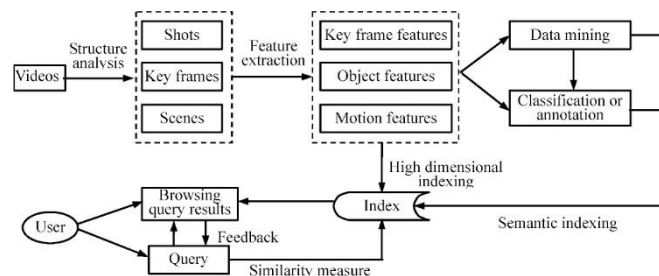 Videos
Structure
analysis
Shots
Key frames
Scenes
Feature
extraction
Key frame features
Object features
Motion features
Data mining
Classification or
annotation
High dimensional
indexing
User
Browsing
query results
Feedback
Query
Index
Similarity measure
Semantic indexing